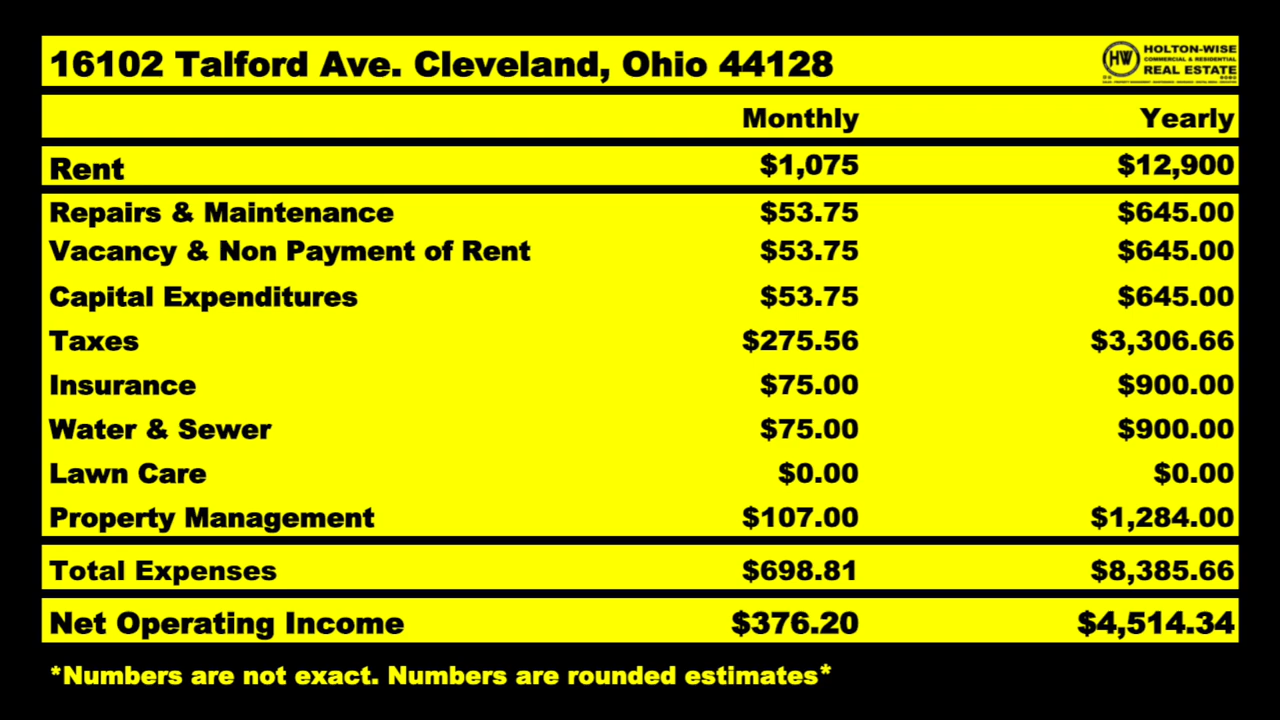 16102 Talford Ave. Cleveland, Ohio 44128
HW
HOLTON-WISE
COMMERCIAL & RESIDENTIAL
REAL ESTATE
Monthly Yearly
Rent $1,075 $12,900
Repairs & Maintenance $53.75 $645.00
Vacancy & Non Payment of Rent $53.75 $645.00
Capital Expenditures $53.75 $645.00
Taxes $275.56 $3,306.66
Insurance $75.00 $900.00
Water & Sewer $75.00 $900.00
Lawn Care $0.00 $0.00
Property Management $107.00 $1,284.00
Total Expenses $698.81 $8,385.66
Net Operating Income $376.20 $4,514.34
*Numbers are not exact. Numbers are rounded estimates*